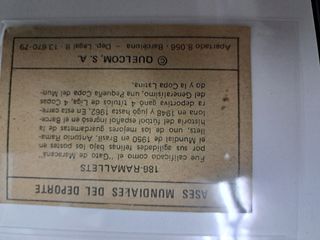 ASES MUNDIALES DEL DEPORTE
186-RAMALLETS
Fue calificado como el "Gato de Maracaná"
por sus agilidades felinas bajo los postes en
el Mundial de 1950 en Brasil. Antonio Rama-
llets, uno de los mejores guardametas de la
historia del fútbol español ingresó en el Barce-
lona en 1948 y jugó hasta 1962. En esta carre-
ra deportiva ganó de títulos de Liga 4, Copas
del Generalísimo, una Pequeña Copa del Mun-
do y la Copa Latina.
© QUELCOM, S. A.
Apartado 8.056 - Barcelona - Dep. Legal B 13.670-79